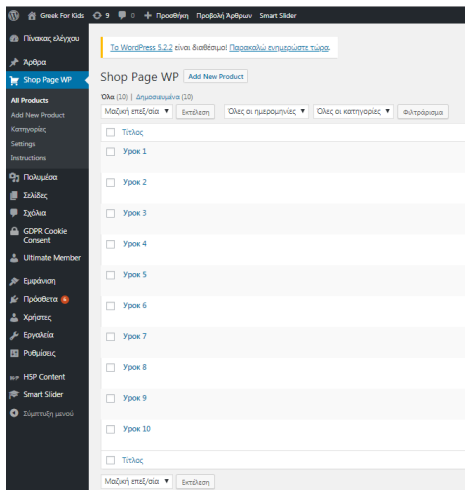 Greek For Kids 9 0 + Προσθήκη Προβολή Άρθρων Smart Slider
Πίνακας ελέγχου
Άρθρα
Shop Page WP
All Products
Add New Product
Κατηγορίες
Settings
Instructions
Πολυμέσα
Σελίδες
Σχόλια
GDPR Cookie
Consent
Ultimate Member
Εμφάνιση
Πρόσθετα 6
Χρήστες
Εργαλεία
Ρυθμίσεις
H5P H5P Content
Smart Slider
Σύμπτυξη μενού
Το WordPress 5.2.2 είναι διαθέσιμο! Παρακαλώ ενημερώστε τώρα.
Shop Page WP Add New Product
Όλα (10) | Δημοσιευμένα (10)
Μαζική επεξ/σία Εκτέλεση Όλες οι ημερομηνίες Όλες οι κατηγορίες Φιλτράρισμα
Τίτλος
Урок 1
Урок 2
Урок 3
Урок 4
Урок 5
Урок 6
Урок 7
Урок 8
Урок 9
Урок 10
Τίτλος
Μαζική επεξ/σία Εκτέλεση